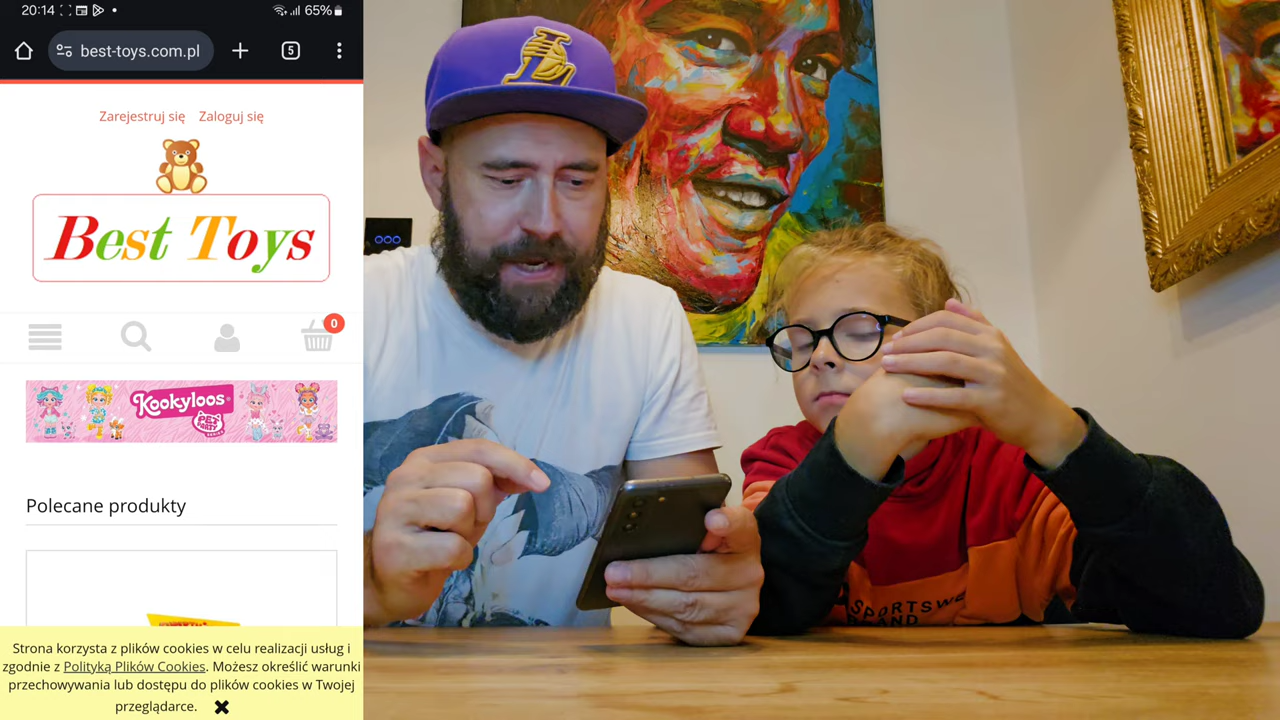 20:14
65%
best-toys.com.pl
5
Zarejestruj się Zaloguj się
Best Toys
0
Kookyloos
Polecane produkty
Strona korzysta z plików cookies w celu realizacji usług i
zgodnie z Polityką Plików Cookies. Możesz określić warunki
przechowywania lub dostępu do plików cookies w Twojej
przeglądarce.
SPORTSWE